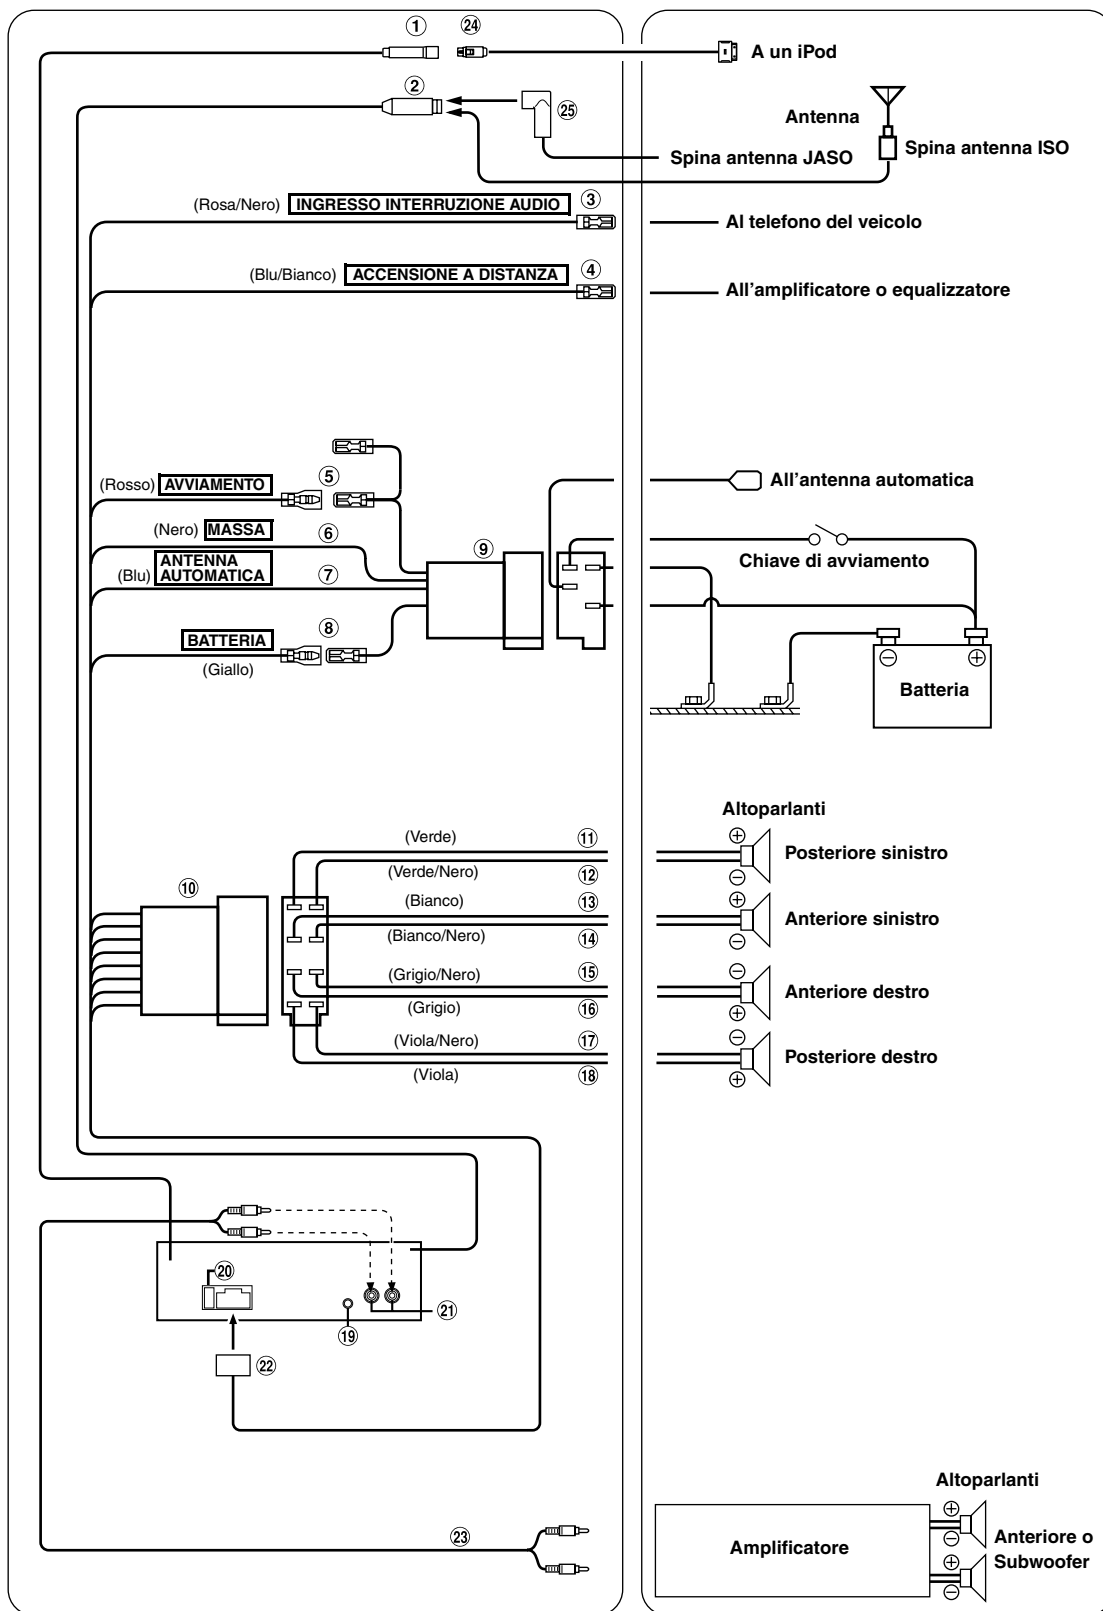 ① ㉔
A un iPod
② ㉕
Antenna
Spina antenna JASO
Spina antenna ISO
(Rosa/Nero) INGRESSO INTERRUZIONE AUDIO ③
Al telefono del veicolo
(Blu/Bianco) ACCENSIONE A DISTANZA ④
All'amplificatore o equalizzatore
(Rosso) AVVIAMENTO ⑤
All'antenna automatica
(Nero) MASSA ⑥
⑨
Chiave di avviamento
(Blu) ANTENNA
AUTOMATICA ⑦
BATTERIA ⑧
(Giallo)
⊖ ⊕
Batteria
Altoparlanti
(Verde) ⑪ ⊕
Posteriore sinistro
(Verde/Nero) ⑫ ⊖
⑩
(Bianco) ⑬ ⊕
Anteriore sinistro
(Bianco/Nero) ⑭ ⊖
(Grigio/Nero) ⑮ ⊖
Anteriore destro
(Grigio) ⑯ ⊕
(Viola/Nero) ⑰ ⊖
Posteriore destro
(Viola) ⑱ ⊕
⑳
㉑
⑲
㉒
Altoparlanti
㉓
Amplificatore
⊕
⊖
⊕
⊖
Anteriore o
Subwoofer